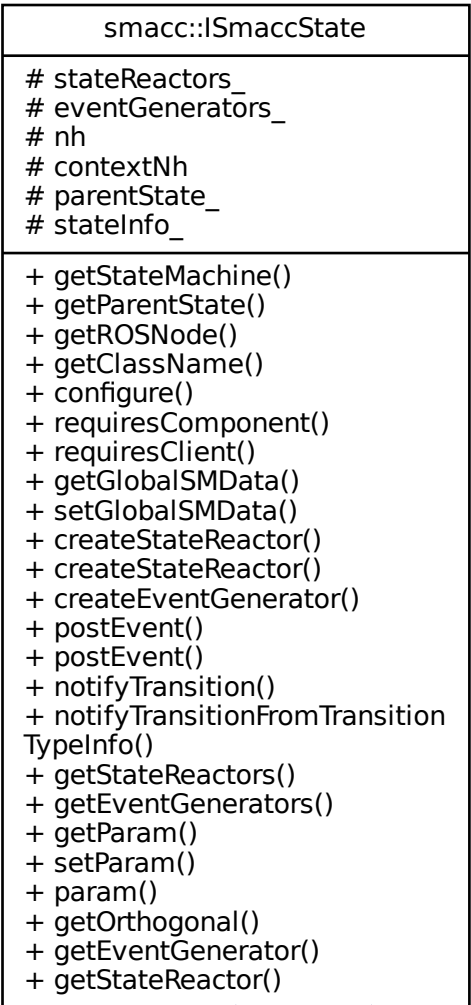 smacc::ISmaccState
# stateReactors_
# eventGenerators_
# nh
# contextNh
# parentState_
# stateInfo_
+ getStateMachine()
+ getParentState()
+ getROSNode()
+ getClassName()
+ configure()
+ requiresComponent()
+ requiresClient()
+ getGlobalSMData()
+ setGlobalSMData()
+ createStateReactor()
+ createStateReactor()
+ createEventGenerator()
+ postEvent()
+ postEvent()
+ notifyTransition()
+ notifyTransitionFromTransition
TypeInfo()
+ getStateReactors()
+ getEventGenerators()
+ getParam()
+ setParam()
+ param()
+ getOrthogonal()
+ getEventGenerator()
+ getStateReactor()